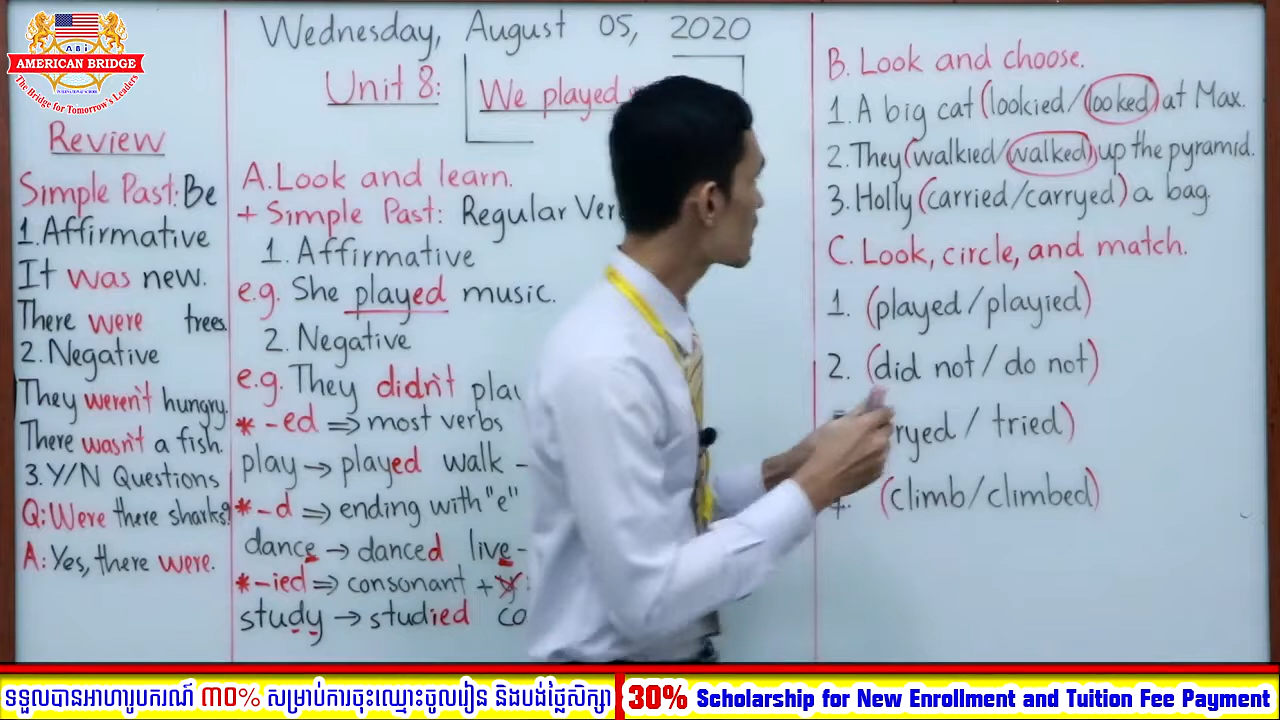 ABi
AMERICAN BRIDGE
INTERNATIONAL SCHOOL
The Bridge for Tomorrow's Leaders
Wednesday, August 05, 2020
Unit 8: We played
Review
Simple Past: Be
1. Affirmative
It was new.
There were trees.
2. Negative
They weren't hungry.
There wasn't a fish.
3. Y/N Questions
Q: Were there sharks?
A: Yes, there were.
A. Look and learn.
+ Simple Past: Regular Ver
1. Affirmative
e.g. She played music.
2. Negative
e.g. They didn't play
* -ed ⇒ most verbs
play → played walk -
* -d ⇒ ending with "e"
dance → danced live -
* -ied ⇒ consonant + y:
study → studied co
B. Look and choose.
1. A big cat (lookied/looked) at Max.
2. They (walkied/walked) up the pyramid.
3. Holly (carried/carryed) a bag.
C. Look, circle, and match.
1. (played / playied)
2. (did not / do not)
ryed / tried)
4. (climb/climbed)
ទទួលបានអាហារូបករណ៍ ៣០% សម្រាប់ការចុះឈ្មោះចូលរៀន និងបង់ថ្លៃសិក្សា
30% Scholarship for New Enrollment and Tuition Fee Payment